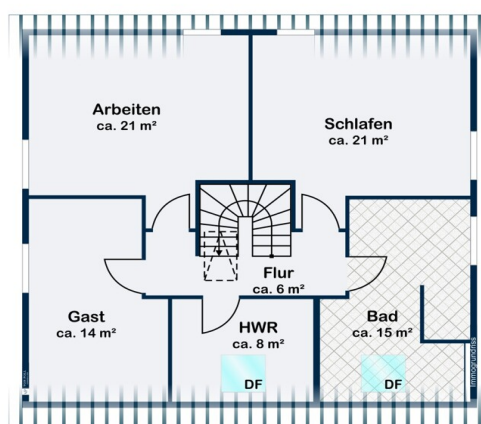 Arbeiten
ca. 21 m²
Schlafen
ca. 21 m²
Flur
ca. 6 m²
Gast
ca. 14 m²
HWR
ca. 8 m²
DF
Bad
ca. 15 m²
DF
Immogrundriss